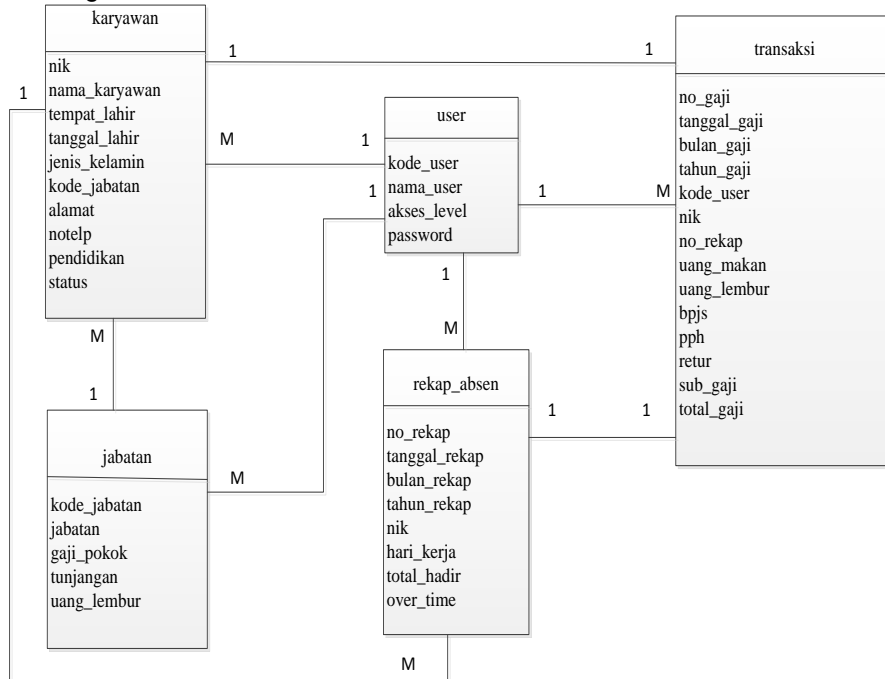 karyawan
nik
nama_karyawan
tempat_lahir
tanggal_lahir
jenis_kelamin
kode_jabatan
alamat
notelp
pendidikan
status
1
1
1
M
1
1
1
M
M
1
M
1
M
1
1
M
user
kode_user
nama_user
akses_level
password
transaksi
no_gaji
tanggal_gaji
bulan_gaji
tahun_gaji
kode_user
nik
no_rekap
uang_makan
uang_lembur
bpjs
pph
retur
sub_gaji
total_gaji
jabatan
kode_jabatan
jabatan
gaji_pokok
tunjangan
uang_lembur
rekap_absen
no_rekap
tanggal_rekap
bulan_rekap
tahun_rekap
nik
hari_kerja
total_hadir
over_time